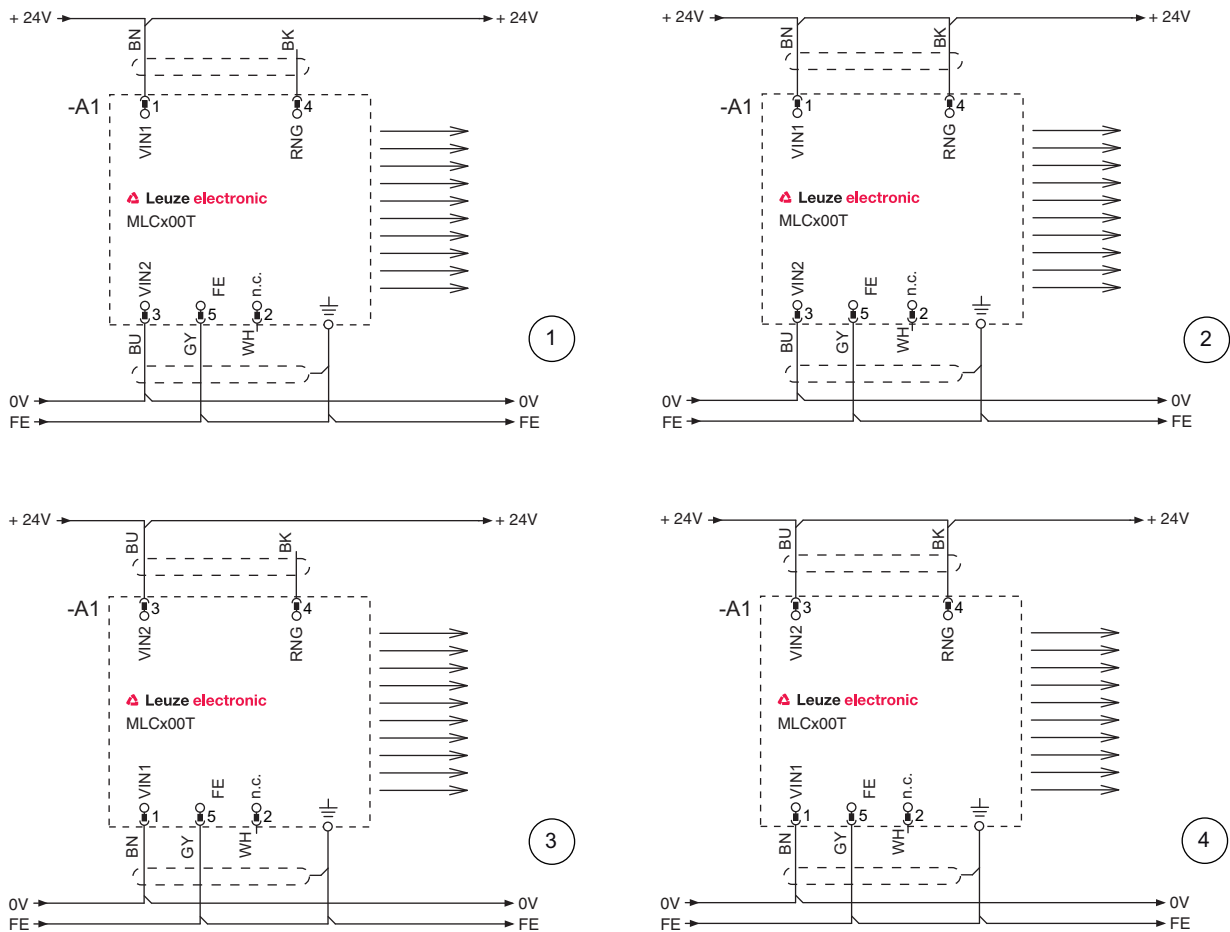 + 24V + 24V
BN BK
-A1 1 4
VIN1 RNG
Leuze electronic
MLCx00T
VIN2 FE n.c.
3 5 2
BU GY WH
1
0V 0V
FE FE
+ 24V + 24V
BN BK
-A1 1 4
VIN1 RNG
Leuze electronic
MLCx00T
VIN2 FE n.c.
3 5 2
BU GY WH
2
0V 0V
FE FE
+ 24V + 24V
BU BK
-A1 3 4
VIN2 RNG
Leuze electronic
MLCx00T
VIN1 FE n.c.
1 5 2
BN GY WH
3
0V 0V
FE FE
+ 24V + 24V
BU BK
-A1 3 4
VIN2 RNG
Leuze electronic
MLCx00T
VIN1 FE n.c.
1 5 2
BN GY WH
4
0V 0V
FE FE